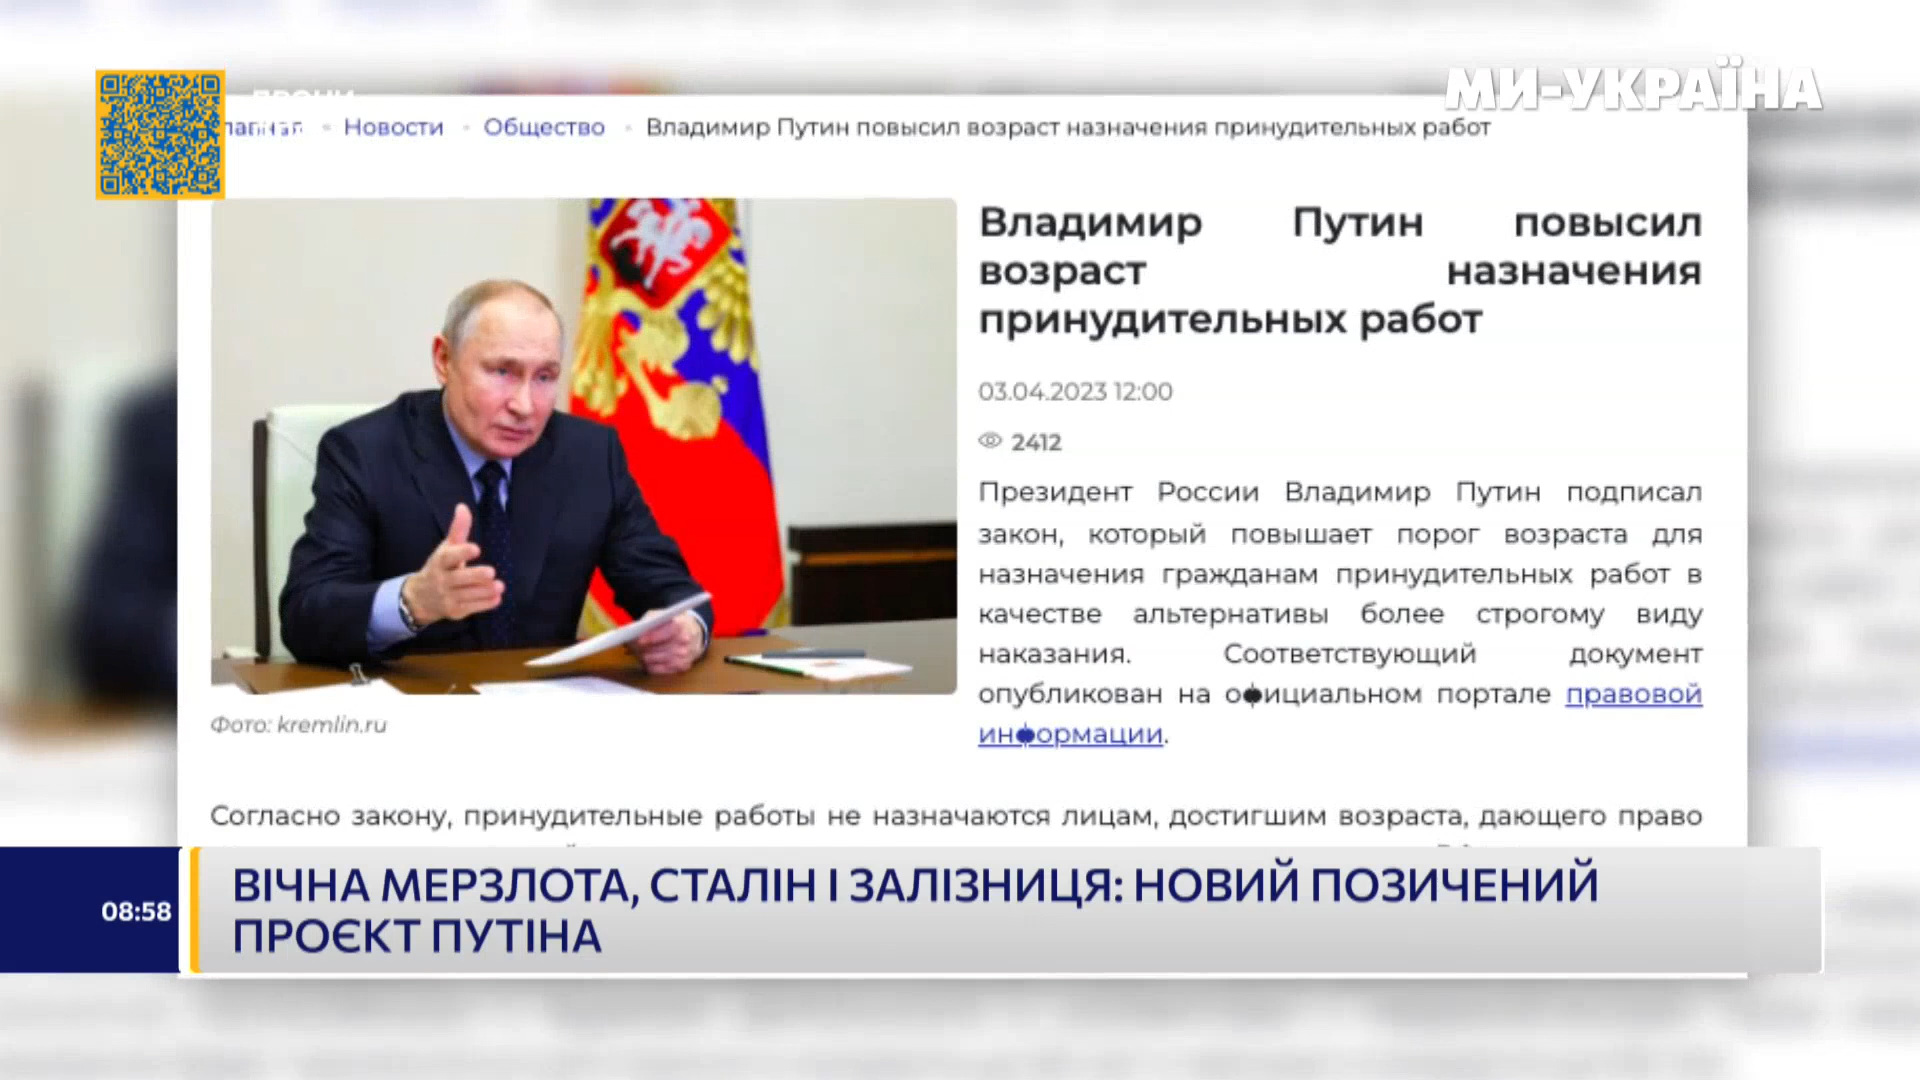 МИ-УКРАЇНА
Новости
Общество
Владимир Путин повысил возраст назначения принудительных работ
Владимир Путин повысил
возраст назначения
принудительных работ
03.04.2023 12:00
2412
Президент России Владимир Путин подписал
закон, который повышает порог возраста для
назначения гражданам принудительных работ в
качестве альтернативы более строгому виду
наказания. Соответствующий документ
опубликован на официальном портале правовой
информации.
Фото: kremlin.ru
Согласно закону, принудительные работы не назначаются лицам, достигшим возраста, дающего право
08:58
ВІЧНА МЕРЗЛОТА, СТАЛІН І ЗАЛІЗНИЦЯ: НОВИЙ ПОЗИЧЕНИЙ
ПРОЄКТ ПУТІНА